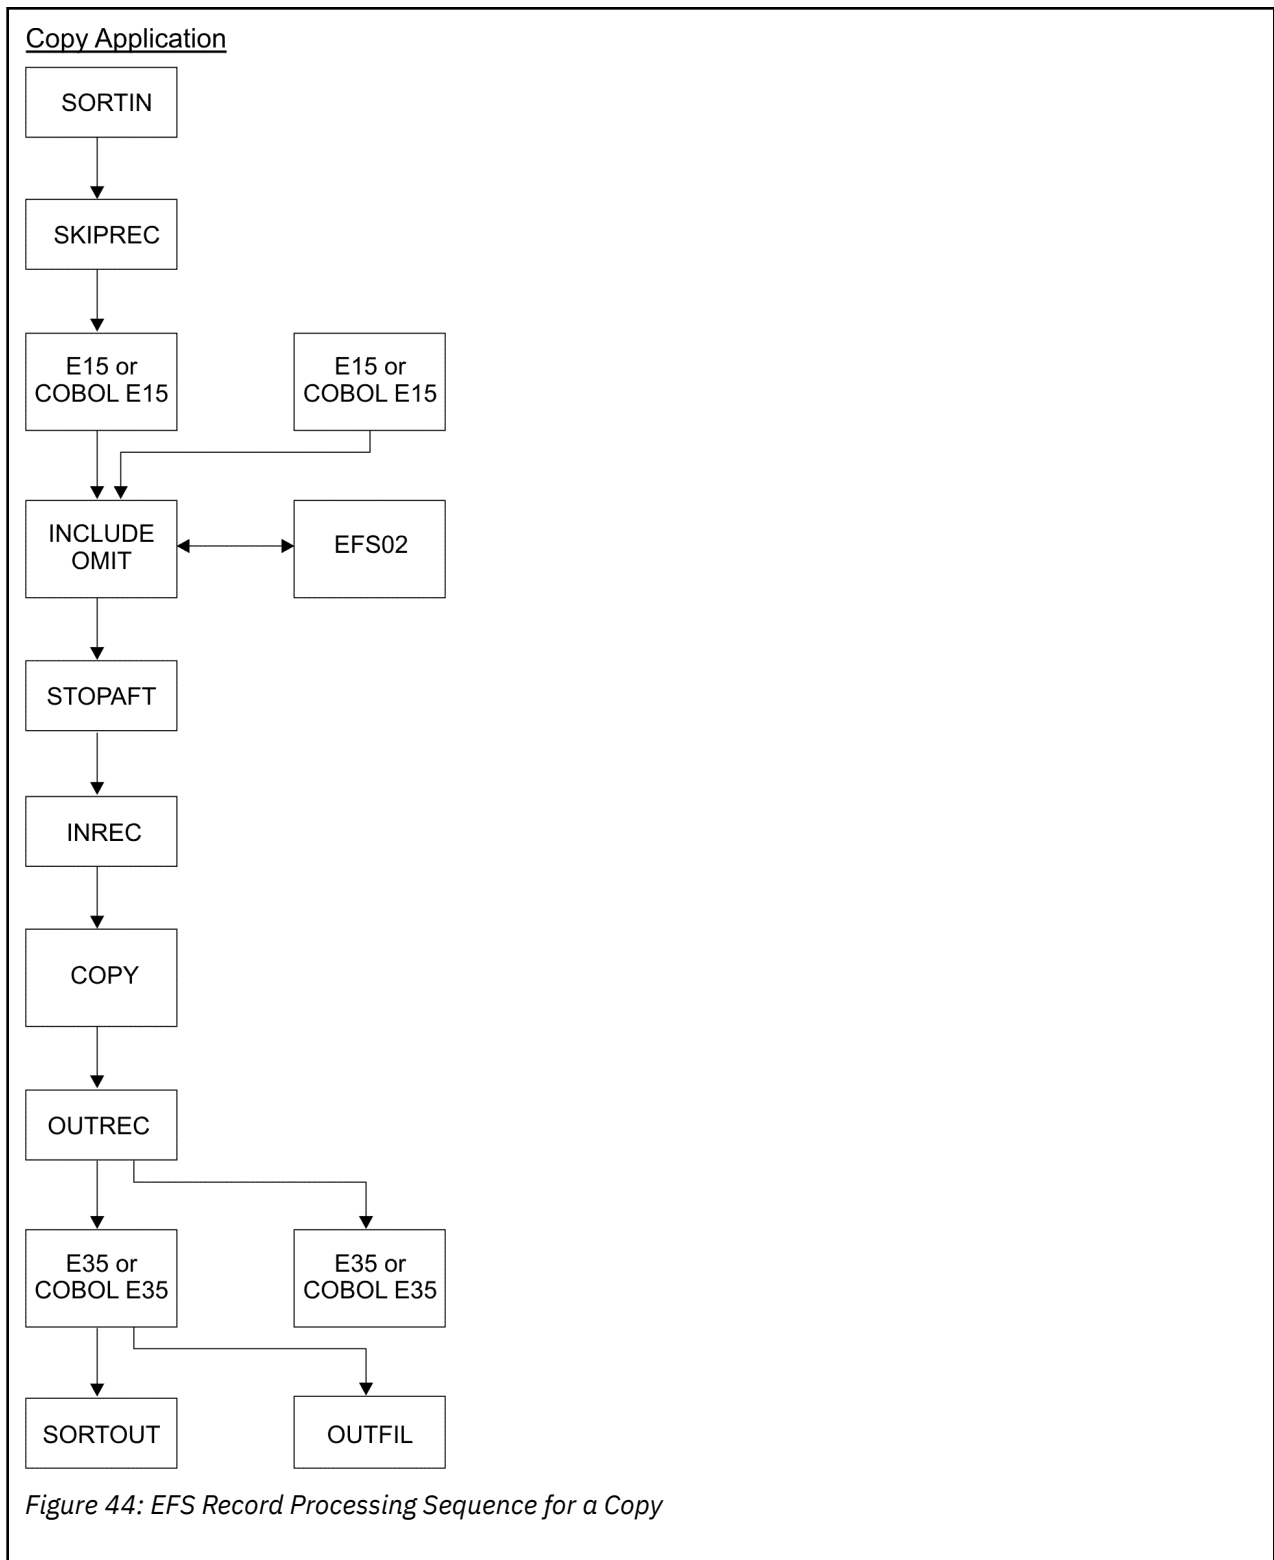 Copy Application
SORTIN
SKIPREC
E15 or
COBOL E15
E15 or
COBOL E15
INCLUDE
OMIT
EFS02
STOPAFT
INREC
COPY
OUTREC
E35 or
COBOL E35
E35 or
COBOL E35
SORTOUT
OUTFIL
Figure 44: EFS Record Processing Sequence for a Copy